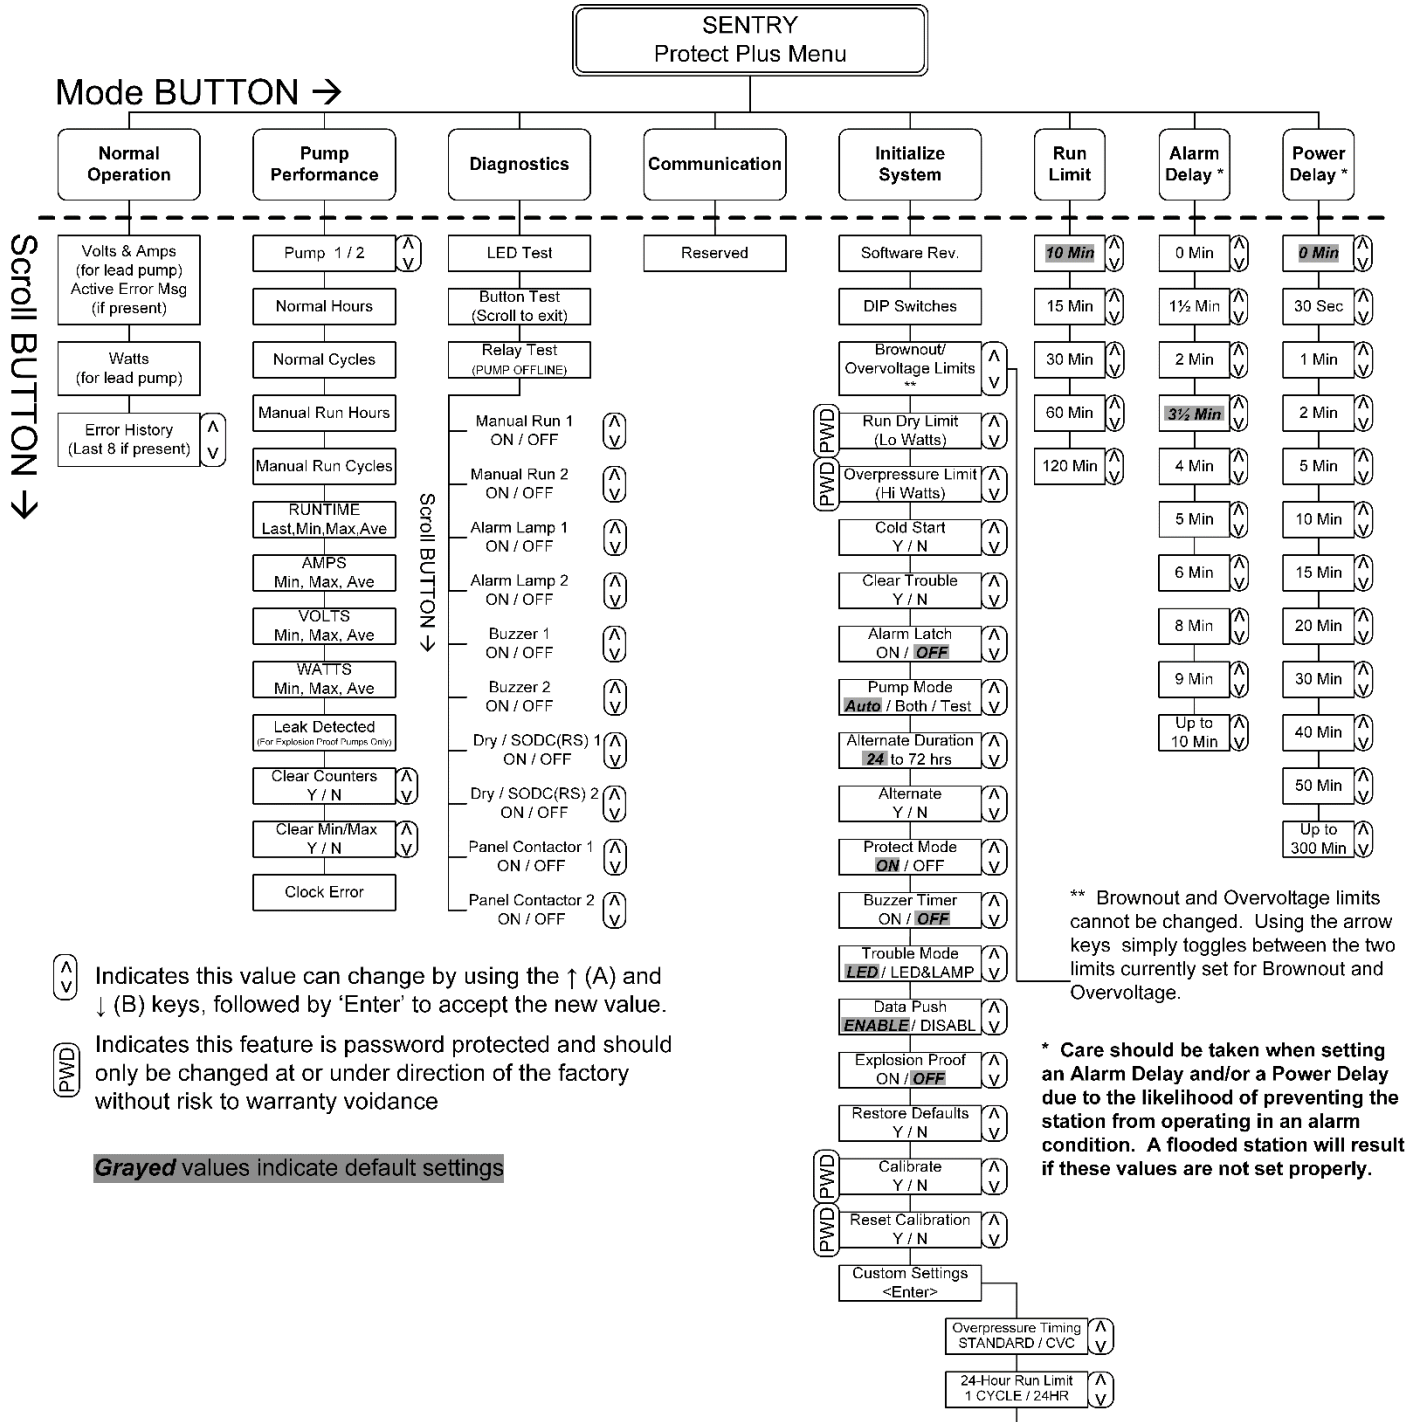 SENTRY
Protect Plus Menu
Mode BUTTON →
Normal
Operation
Pump
Performance
Diagnostics
Communication
Initialize
System
Run
Limit
Alarm
Delay *
Power
Delay *
Scroll BUTTON →
Volts & Amps
(for lead pump)
Active Error Msg
(if present)
Watts
(for lead pump)
Error History
(Last 8 if present)
Pump 1 / 2
Normal Hours
Normal Cycles
Manual Run Hours
Manual Run Cycles
RUNTIME
Last,Min,Max,Ave
AMPS
Min, Max, Ave
VOLTS
Min, Max, Ave
WATTS
Min, Max, Ave
Leak Detected
(For Explosion Proof Pumps Only)
Clear Counters
Y / N
Clear Min/Max
Y / N
Clock Error
LED Test
Button Test
(Scroll to exit)
Relay Test
(PUMP OFFLINE)
Scroll BUTTON →
Manual Run 1
ON / OFF
Manual Run 2
ON / OFF
Alarm Lamp 1
ON / OFF
Alarm Lamp 2
ON / OFF
Buzzer 1
ON / OFF
Buzzer 2
ON / OFF
Dry / SODC(RS) 1
ON / OFF
Dry / SODC(RS) 2
ON / OFF
Panel Contactor 1
ON / OFF
Panel Contactor 2
ON / OFF
Reserved
Software Rev.
DIP Switches
Brownout/
Overvoltage Limits
**
PWD
Run Dry Limit
(Lo Watts)
PWD
Overpressure Limit
(Hi Watts)
Cold Start
Y / N
Clear Trouble
Y / N
Alarm Latch
ON / OFF
Pump Mode
Auto / Both / Test
Alternate Duration
24 to 72 hrs
Alternate
Y / N
Protect Mode
ON / OFF
Buzzer Timer
ON / OFF
Trouble Mode
LED / LED&LAMP
Data Push
ENABLE / DISABL
Explosion Proof
ON / OFF
Restore Defaults
Y / N
PWD
Calibrate
Y / N
PWD
Reset Calibration
Y / N
Custom Settings
<Enter>
Overpressure Timing
STANDARD / CVC
24-Hour Run Limit
1 CYCLE / 24HR
10 Min
15 Min
30 Min
60 Min
120 Min
0 Min
1½ Min
2 Min
3½ Min
4 Min
5 Min
6 Min
8 Min
9 Min
Up to
10 Min
0 Min
30 Sec
1 Min
2 Min
5 Min
10 Min
15 Min
20 Min
30 Min
40 Min
50 Min
Up to
300 Min
** Brownout and Overvoltage limits
cannot be changed. Using the arrow
keys simply toggles between the two
limits currently set for Brownout and
Overvoltage.
* Care should be taken when setting
an Alarm Delay and/or a Power Delay
due to the likelihood of preventing the
station from operating in an alarm
condition. A flooded station will result
if these values are not set properly.
Indicates this value can change by using the ↑ (A) and
↓ (B) keys, followed by ‘Enter’ to accept the new value.
PWD
Indicates this feature is password protected and should
only be changed at or under direction of the factory
without risk to warranty voidance
Grayed values indicate default settings